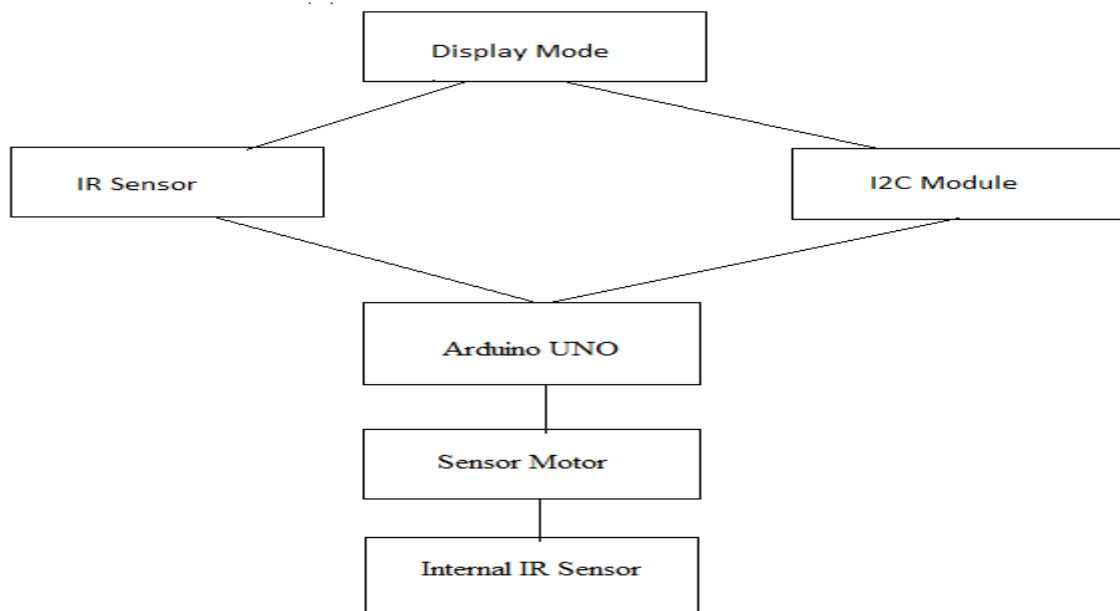 Display Mode
IR Sensor
I2C Module
Arduino UNO
Sensor Motor
Internal IR Sensor